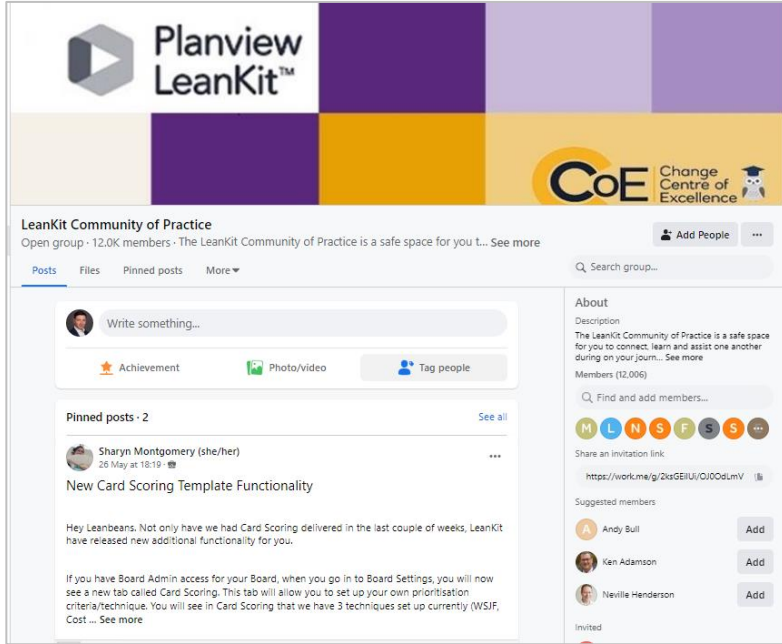 Planview
LeanKit™
CoE
Change
Centre of
Excellence
LeanKit Community of Practice
Open group · 12.0K members · The LeanKit Community of Practice is a safe space for you t... See more
Add People
Posts Files Pinned posts More
Search group...
Write something...
Achievement Photo/video Tag people
Pinned posts · 2 See all
Sharyn Montgomery (she/her)
26 May at 18:19 ·
New Card Scoring Template Functionality
Hey Leanbeans. Not only have we had Card Scoring delivered in the last couple of weeks, LeanKit
have released new additional functionality for you.
If you have Board Admin access for your Board, when you go in to Board Settings, you will now
see a new tab called Card Scoring. This tab will allow you to set up your own prioritisation
criteria/technique. You will see in Card Scoring that we have 3 techniques set up currently (WSJF,
Cost ... See more
About
Description
The LeanKit Community of Practice is a safe space
for you to connect, learn and assist one another
during on your journ... See more
Members (12,006)
Find and add members...
M L N S F S S
Share an invitation link
Suggested members
A Andy Bull Add
Ken Adamson Add
Neville Henderson Add
Invited